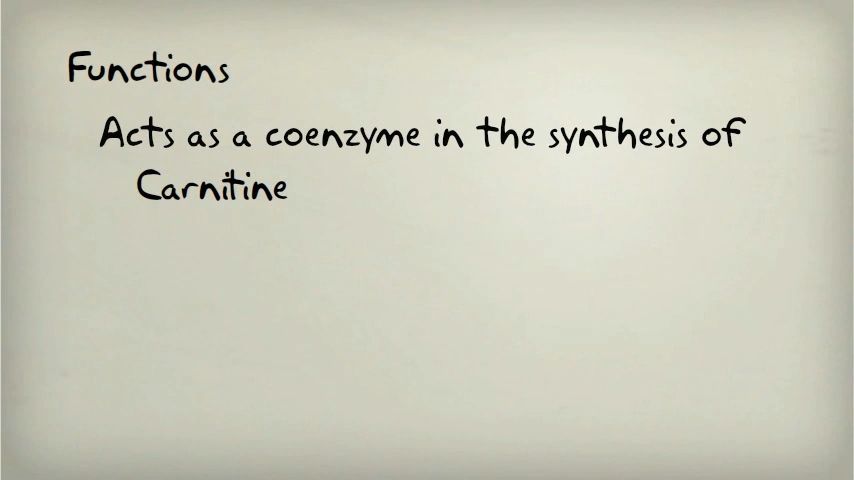 Functions
Acts as a coenzyme in the synthesis of
Carnitine